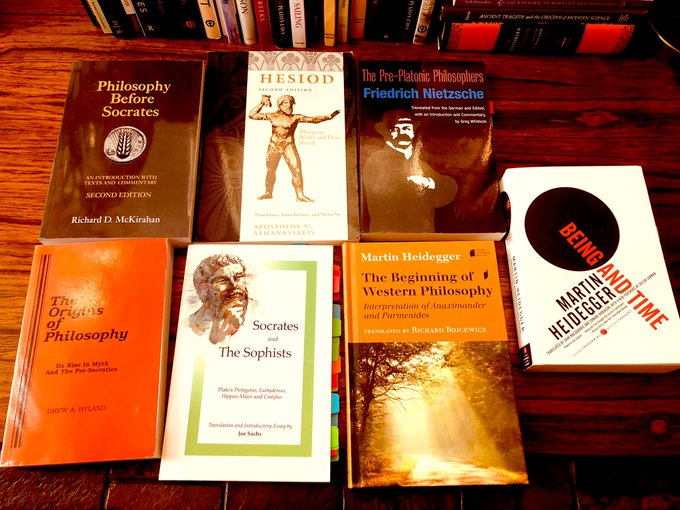 SMILING
ANCIENT TRAGEDY and the ORIGINS of MODERN SCIENCE
Philosophy
Before
Socrates
AN INTRODUCTION WITH
TEXTS AND COMMENTARY
SECOND EDITION
Richard D. McKirahan
HESIOD
SECOND EDITION
Theogony
Works and Days
Shield
Translation, Introduction, and Notes by
APOSTOLOS N.
ATHANASSAKIS
The Pre-Platonic Philosophers
Friedrich Nietzsche
Translated from the German and Edited,
with an Introduction and Commentary,
by Greg Whitlock
BEING AND TIME
MARTIN
HEIDEGGER
MARTIN HEIDEGGER
The
Origins
of
Philosophy
Its Rise In Myth
And The Pre-Socratics
DREW A. HYLAND
Socrates
and
The Sophists
Plato's Protagoras, Euthydemus,
Hippias Major and Cratylus
Translation and Introductory Essay by
Joe Sachs
Martin Heidegger
The Beginning of
Western Philosophy
Interpretation of Anaximander
and Parmenides
TRANSLATED BY RICHARD ROJCEWICZ